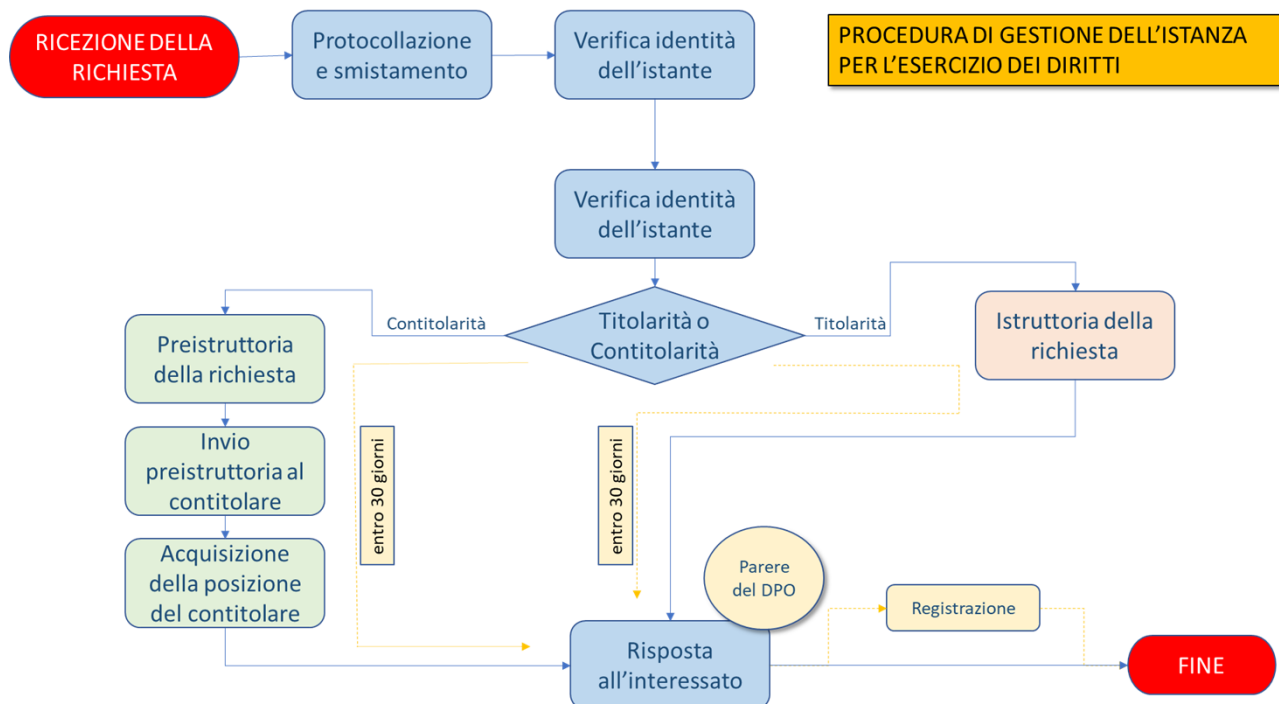 RICEZIONE DELLA
RICHIESTA
Protocollazione
e smistamento
Verifica identità
dell'istante
PROCEDURA DI GESTIONE DELL'ISTANZA
PER L'ESERCIZIO DEI DIRITTI
Verifica identità
dell'istante
Contitolarità
Titolarità o
Contitolarità
Titolarità
Istruttoria della
richiesta
Preistruttoria
della richiesta
Invio
preistruttoria al
contitolare
entro 30 giorni
entro 30 giorni
Acquisizione
della posizione
del contitolare
Parere
del DPO
Registrazione
Risposta
all'interessato
FINE